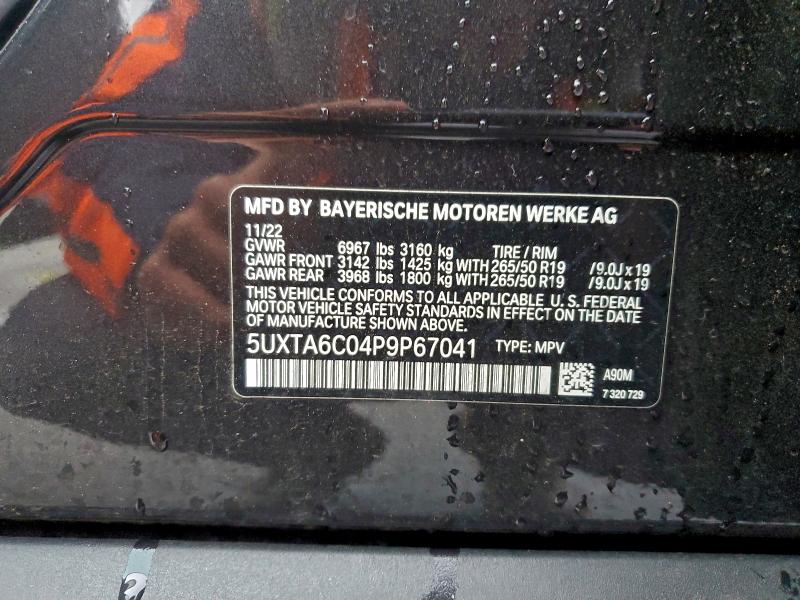 MFD BY BAYERISCHE MOTOREN WERKE AG
11/22
GVWR 6967 lbs 3160 kg TIRE / RIM
GAWR FRONT 3142 lbs 1425 kg WITH 265/50 R19 /9.0J x 19
GAWR REAR 3968 lbs 1800 kg WITH 265/50 R19 /9.0J x 19
THIS VEHICLE CONFORMS TO ALL APPLICABLE U. S. FEDERAL
MOTOR VEHICLE SAFETY STANDARDS IN EFFECT ON THE DATE
OF MANUFACTURE SHOWN ABOVE.
5UXTA6C04P9P67041 TYPE: MPV
A90M
7 320 729